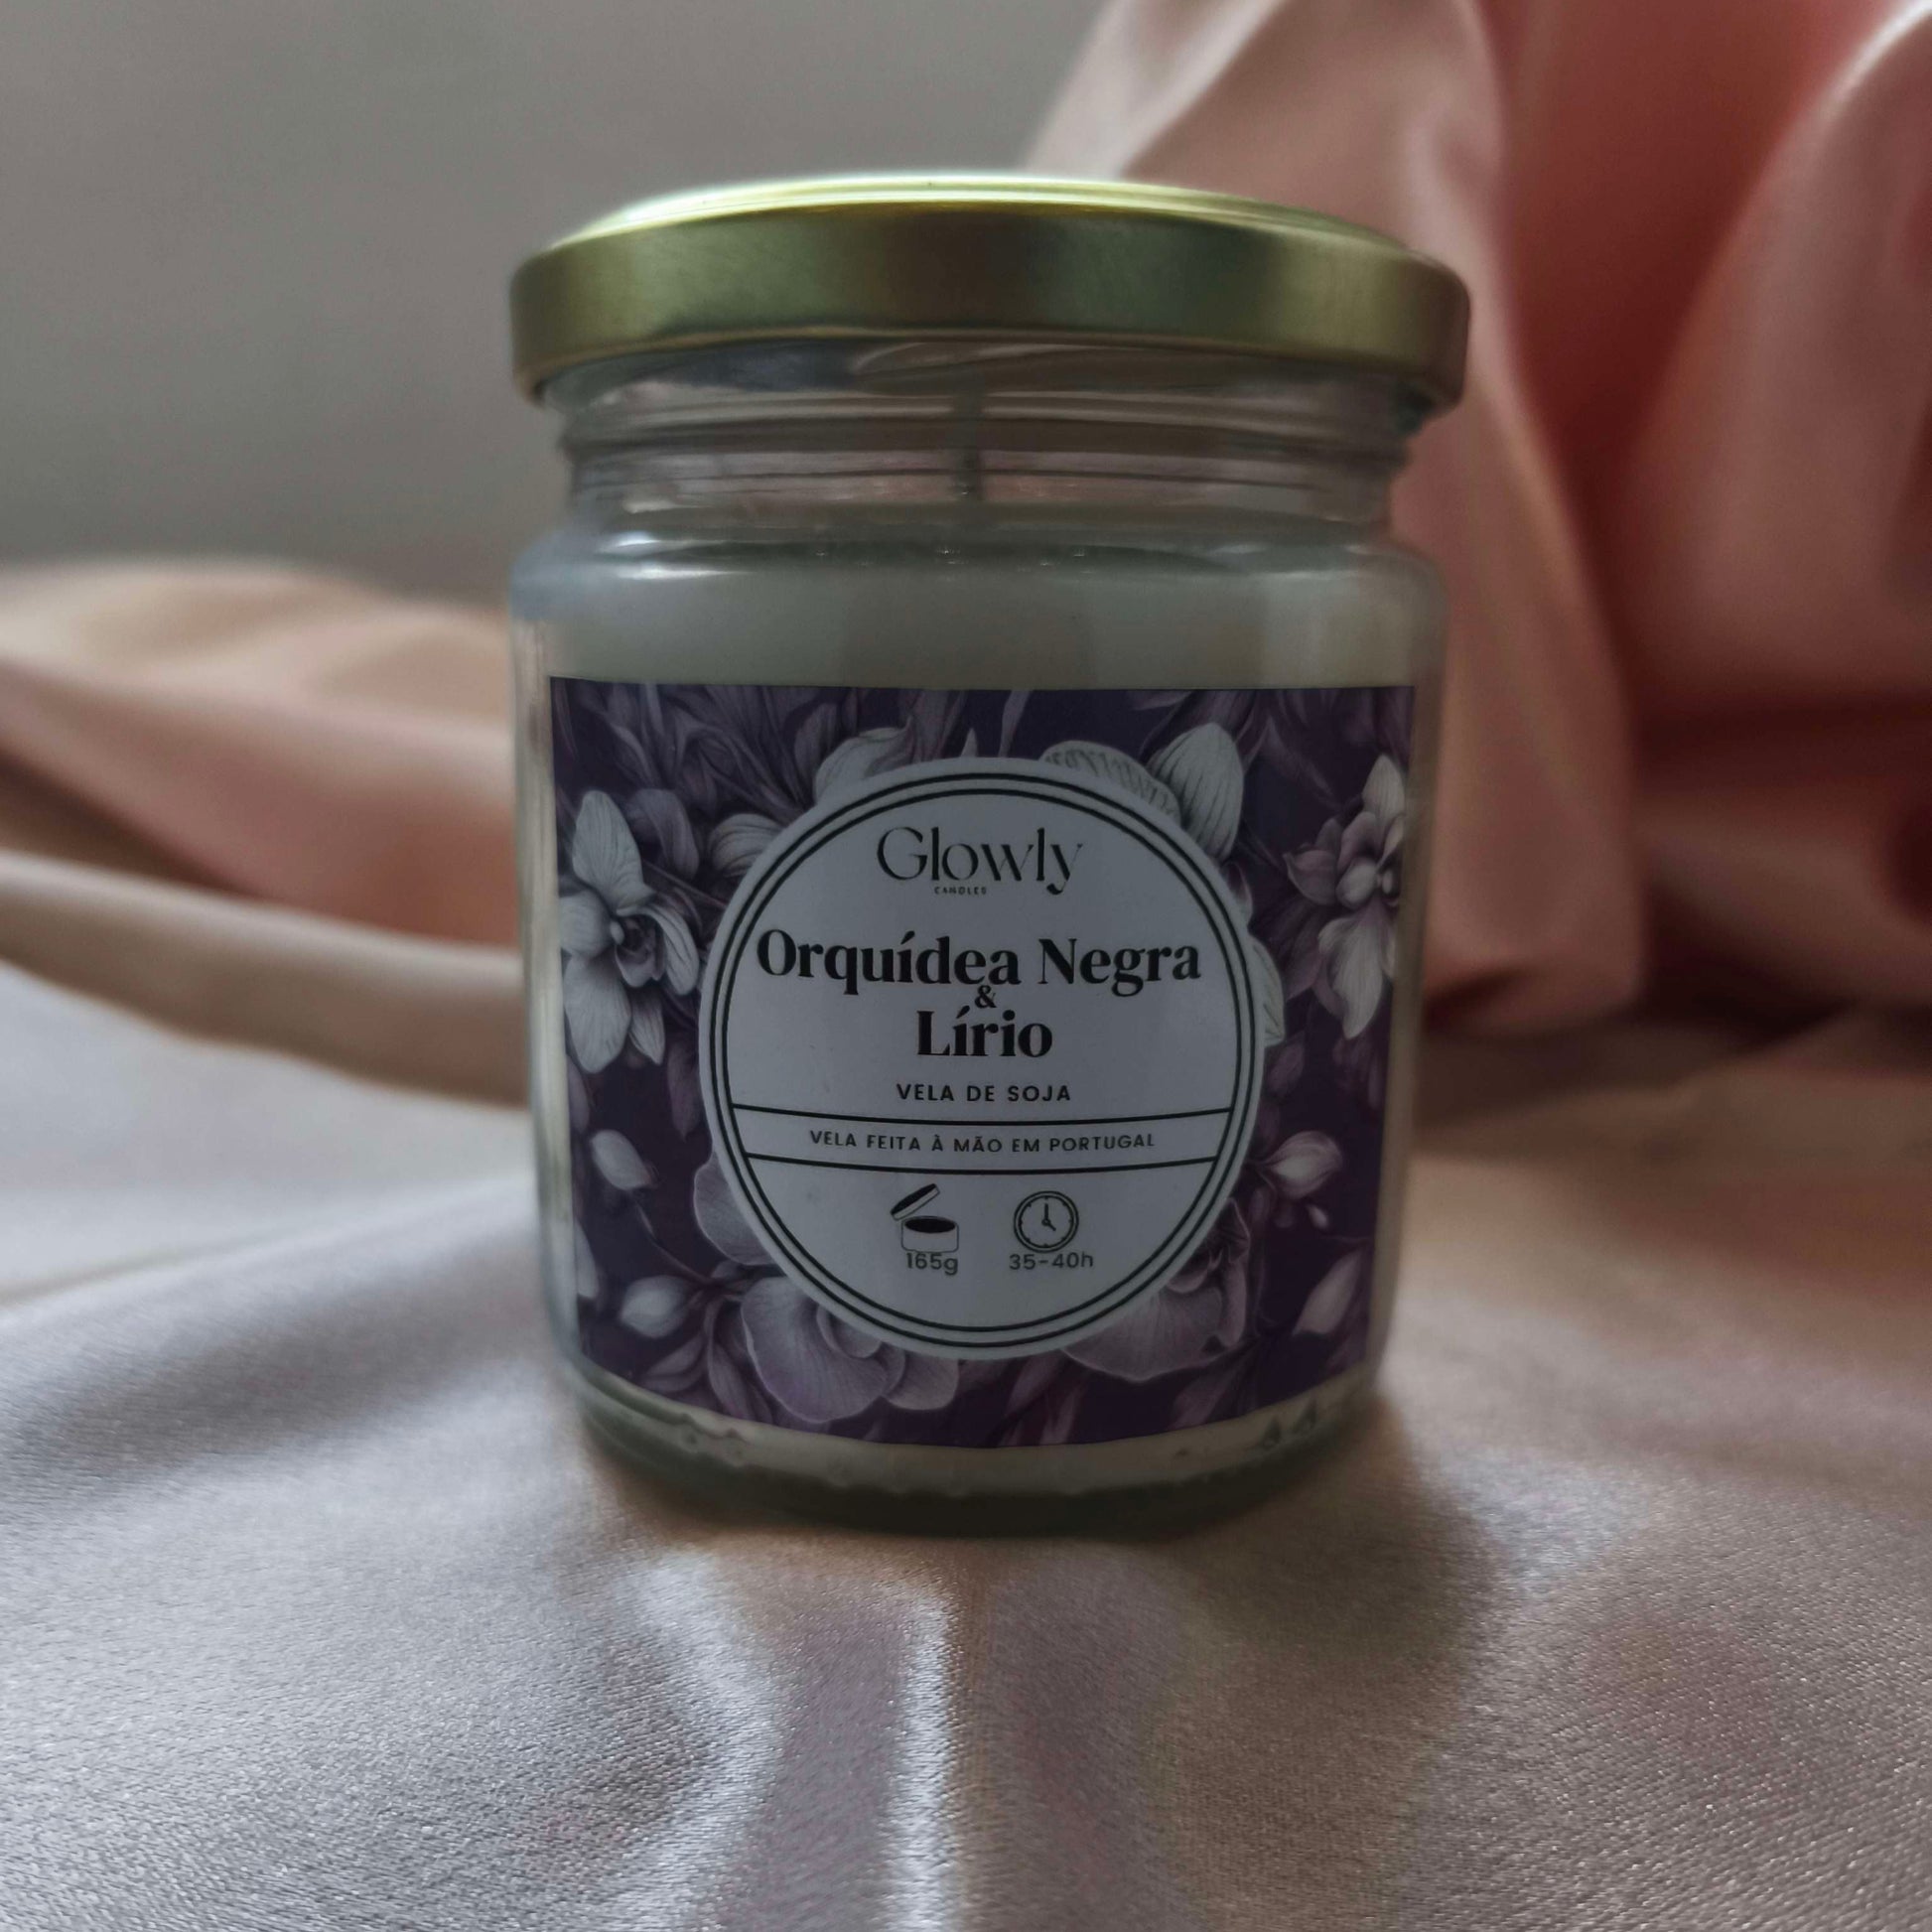 Glowly
CANDLES
Orquídea Negra
&
Lírio
VELA DE SOJA
VELA FEITA À MÃO EM PORTUGAL
165g 35-40h